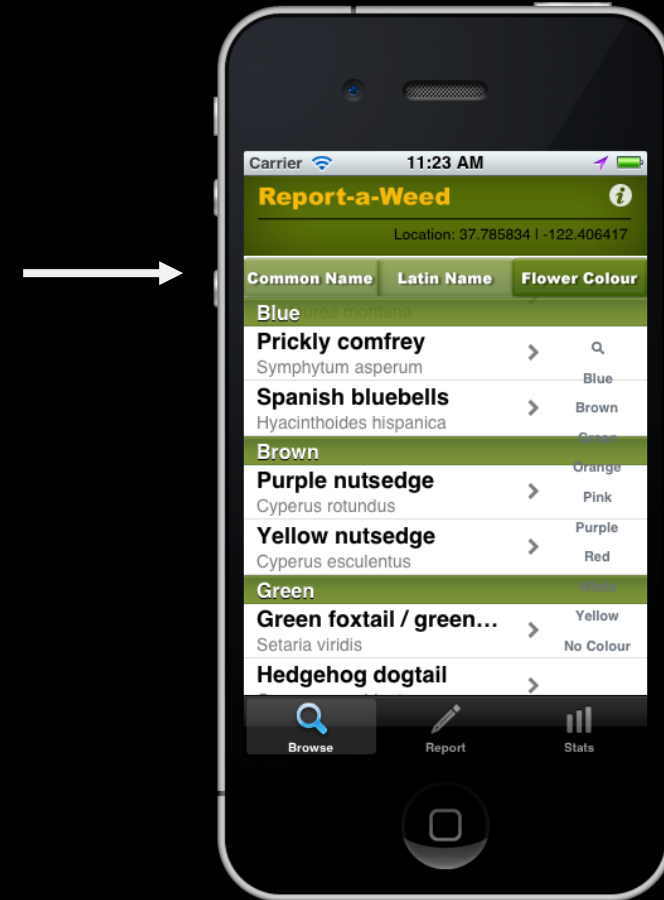 Carrier 11:23 AM
Report-a-Weed
Location: 37.785834 | -122.406417
Common Name Latin Name Flower Colour
Blue
Prickly comfrey
Symphytum asperum
Spanish bluebells
Hyacinthoides hispanica
Brown
Purple nutsedge
Cyperus rotundus
Yellow nutsedge
Cyperus esculentus
Green
Green foxtail / green...
Setaria viridis
Hedgehog dogtail
Blue
Brown
Green
Orange
Pink
Purple
Red
White
Yellow
No Colour
Browse Report Stats